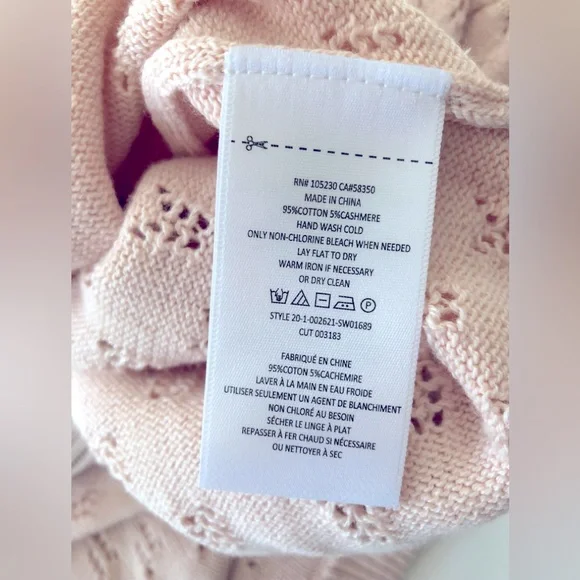 RN# 105230 CA#58350
MADE IN CHINA
95%COTTON 5%CASHMERE
HAND WASH COLD
ONLY NON-CHLORINE BLEACH WHEN NEEDED
LAY FLAT TO DRY
WARM IRON IF NECESSARY
OR DRY CLEAN
P
STYLE 20-1-002621-SW01689
CUT 003183
FABRIQUÉ EN CHINE
95%COTON 5%CACHEMIRE
LAVER À LA MAIN EN EAU FROIDE
UTILISER SEULEMENT UN AGENT DE BLANCHIMENT
NON CHLORÉ AU BESOIN
SÉCHER LE LINGE À PLAT
REPASSER À FER CHAUD SI NÉCESSAIRE
OU NETTOYER À SEC